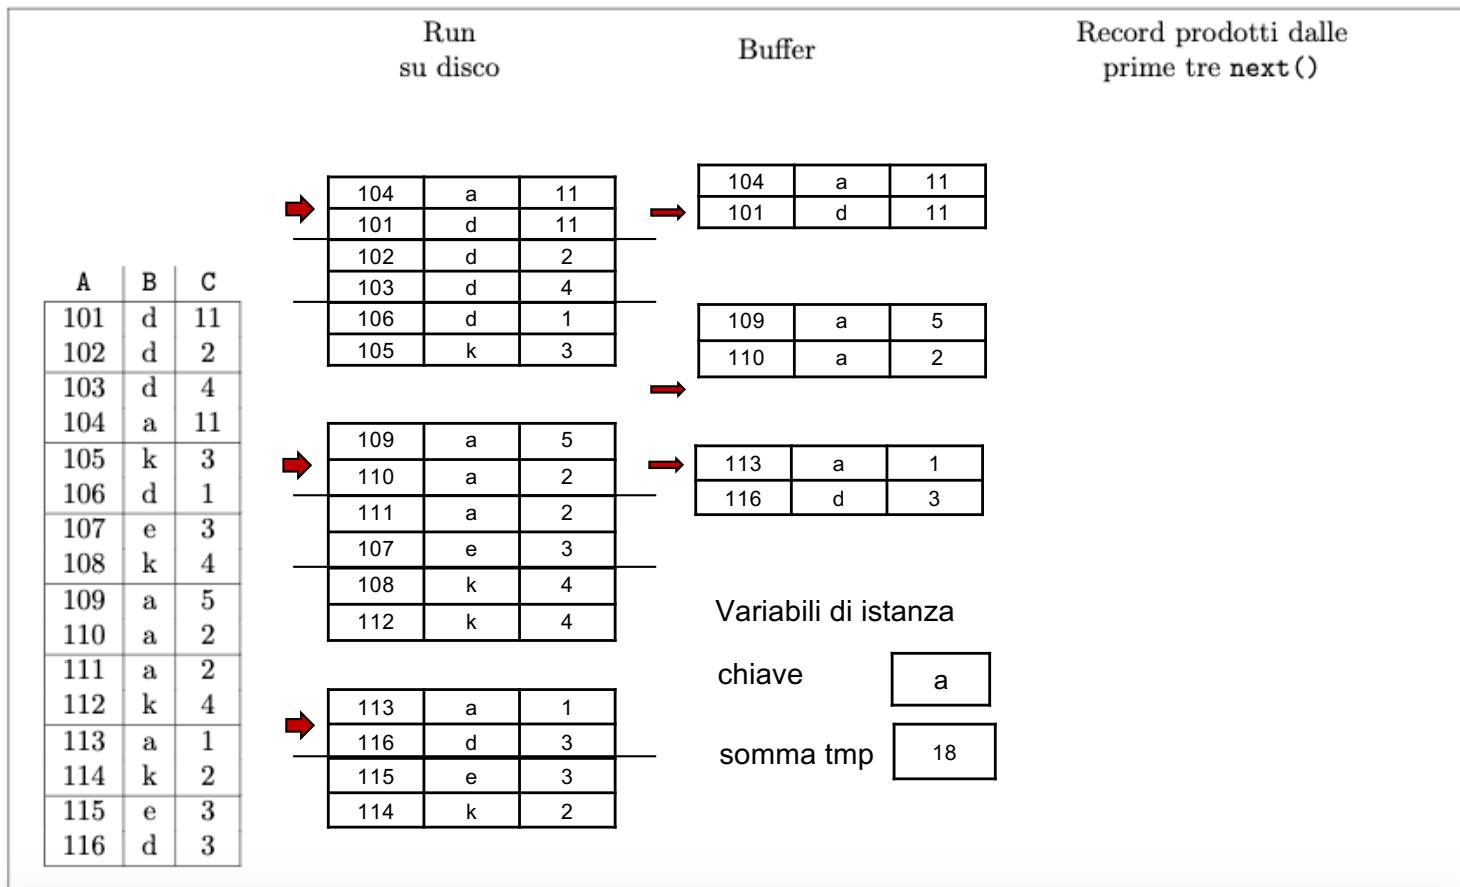 Run
su disco
Buffer
Record prodotti dalle
prime tre next()
A B C
101 d 11
102 d 2
103 d 4
104 a 11
105 k 3
106 d 1
107 e 3
108 k 4
109 a 5
110 a 2
111 a 2
112 k 4
113 a 1
114 k 2
115 e 3
116 d 3
104 a 11
101 d 11
102 d 2
103 d 4
106 d 1
105 k 3
109 a 5
110 a 2
111 a 2
107 e 3
108 k 4
112 k 4
113 a 1
116 d 3
115 e 3
114 k 2
104 a 11
101 d 11
109 a 5
110 a 2
113 a 1
116 d 3
Variabili di istanza
chiave a
somma tmp 18